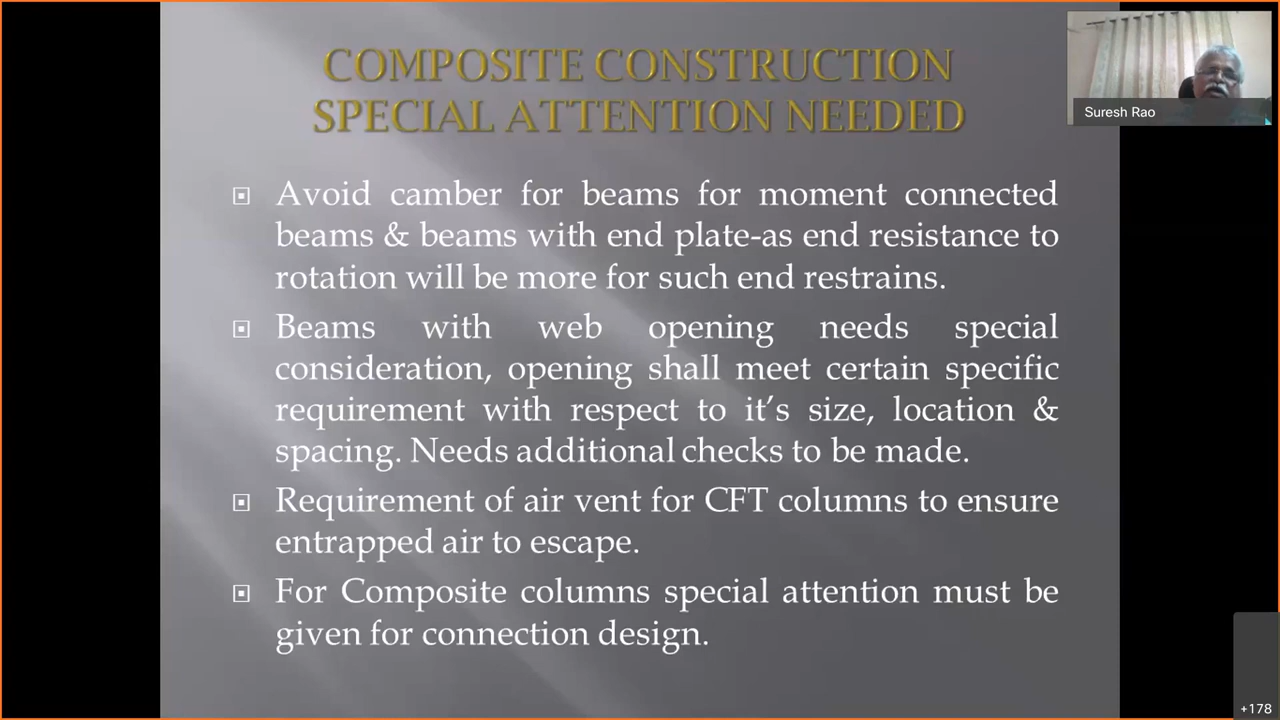 COMPOSITE CONSTRUCTION
SPECIAL ATTENTION NEEDED
Suresh Rao
Avoid camber for beams for moment connected
beams & beams with end plate-as end resistance to
rotation will be more for such end restrains.
Beams with web opening needs special
consideration, opening shall meet certain specific
requirement with respect to it's size, location &
spacing. Needs additional checks to be made.
Requirement of air vent for CFT columns to ensure
entrapped air to escape.
For Composite columns special attention must be
given for connection design.
+178